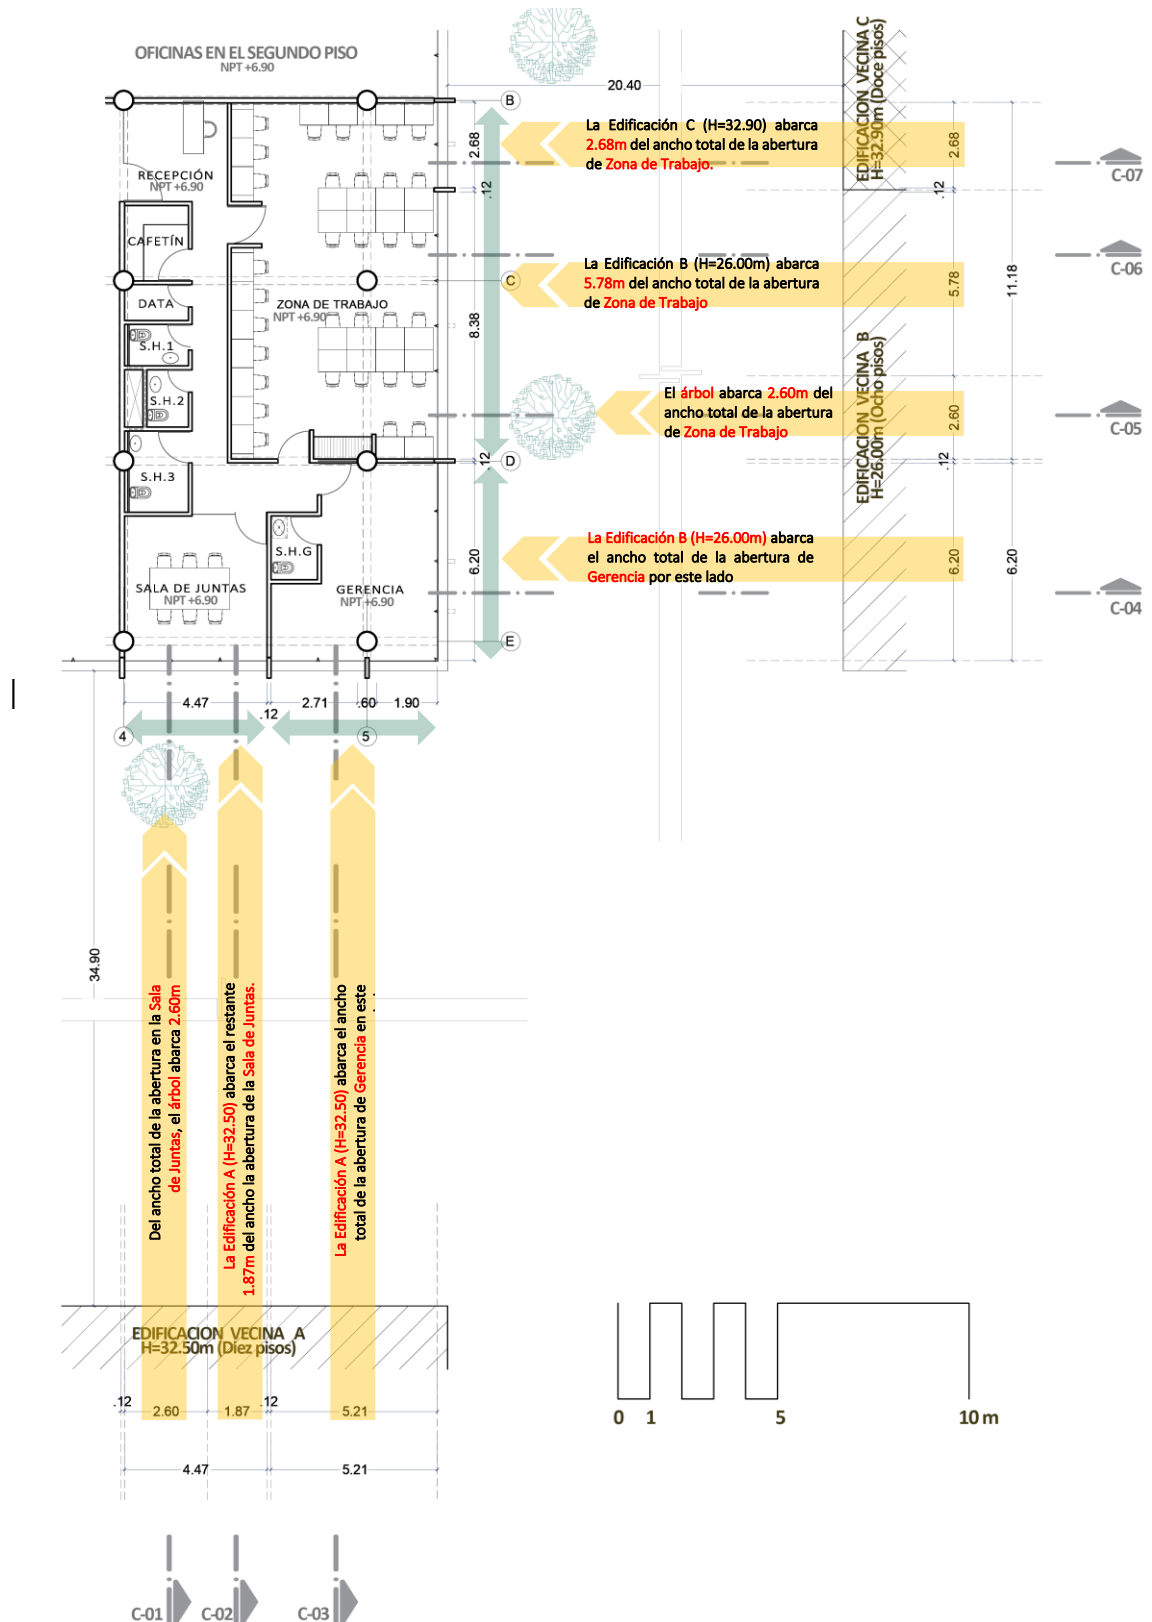 OFICINAS EN EL SEGUNDO PISO
NPT +6.90
20.40
B
La Edificación C (H=32.90) abarca
2.68m del ancho total de la abertura
de Zona de Trabajo.
2.68
.12
EDIFICACION VECINA C
H=32.90m (Doce pisos)
2.68
.12
C-07
RECEPCIÓN
NPT +6.90
CAFETÍN
C-06
La Edificación B (H=26.00m) abarca
5.78m del ancho total de la abertura
de Zona de Trabajo
C
5.78
11.18
DATA
ZONA DE TRABAJO
NPT +6.90
8.38
S.H.1
S.H.2
EDIFICACION VECINA B
H=26.00m (Ocho pisos)
El árbol abarca 2.60m del
ancho total de la abertura
de Zona de Trabajo
2.60
C-05
.12
D
.12
S.H.3
La Edificación B (H=26.00m) abarca
el ancho total de la abertura de
Gerencia por este lado
6.20
6.20
6.20
S.H.G
SALA DE JUNTAS
NPT +6.90
GERENCIA
NPT +6.90
C-04
E
4.47
.12
2.71
.60
1.90
4
5
34.90
Del ancho total de la abertura en la Sala
de Juntas, el árbol abarca 2.60m
La Edificación A (H=32.50) abarca el restante
1.87m del ancho la abertura de la Sala de Juntas.
La Edificación A (H=32.50) abarca el ancho
total de la abertura de Gerencia en este
EDIFICACION VECINA A
H=32.50m (Diez pisos)
.12
2.60
1.87
.12
5.21
4.47
5.21
0 1 5 10 m
C-01
C-02
C-03